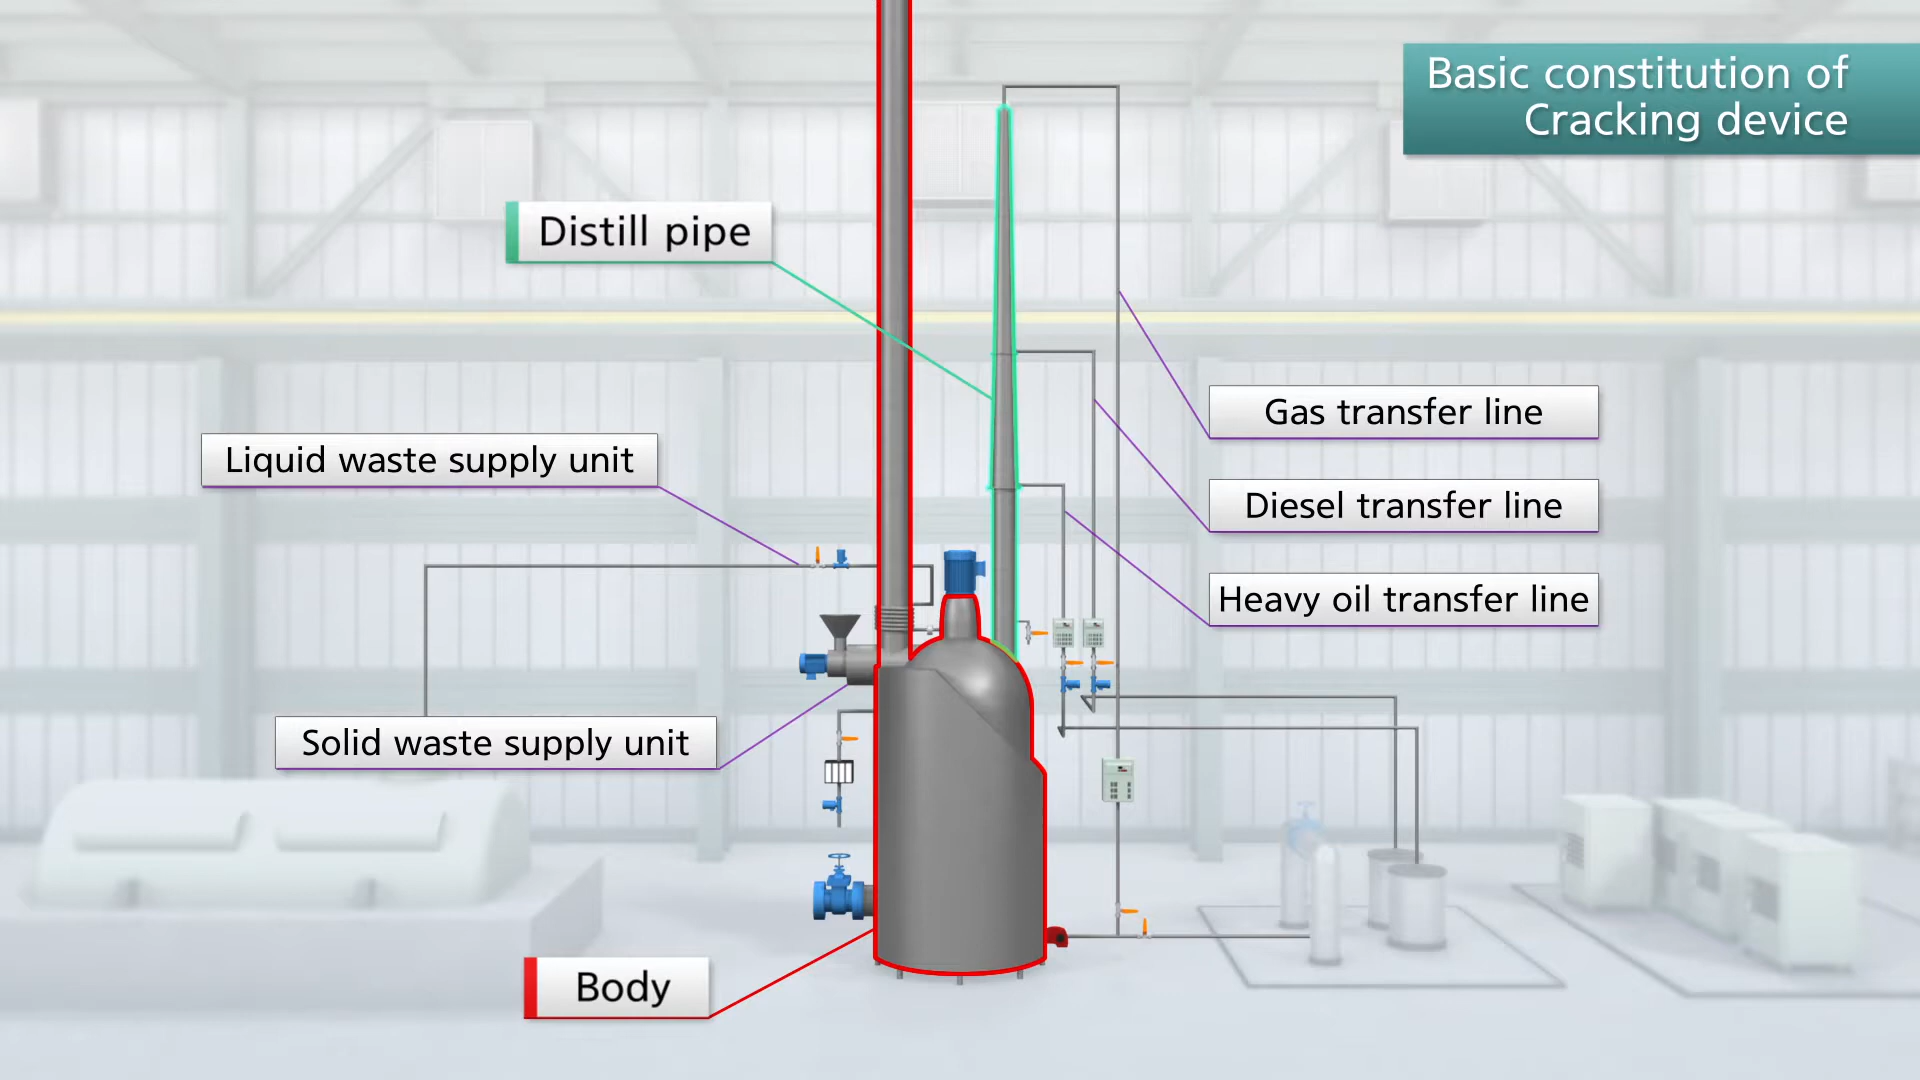 Basic constitution of
Cracking device
Distill pipe
Gas transfer line
Liquid waste supply unit
Diesel transfer line
Heavy oil transfer line
Solid waste supply unit
Body